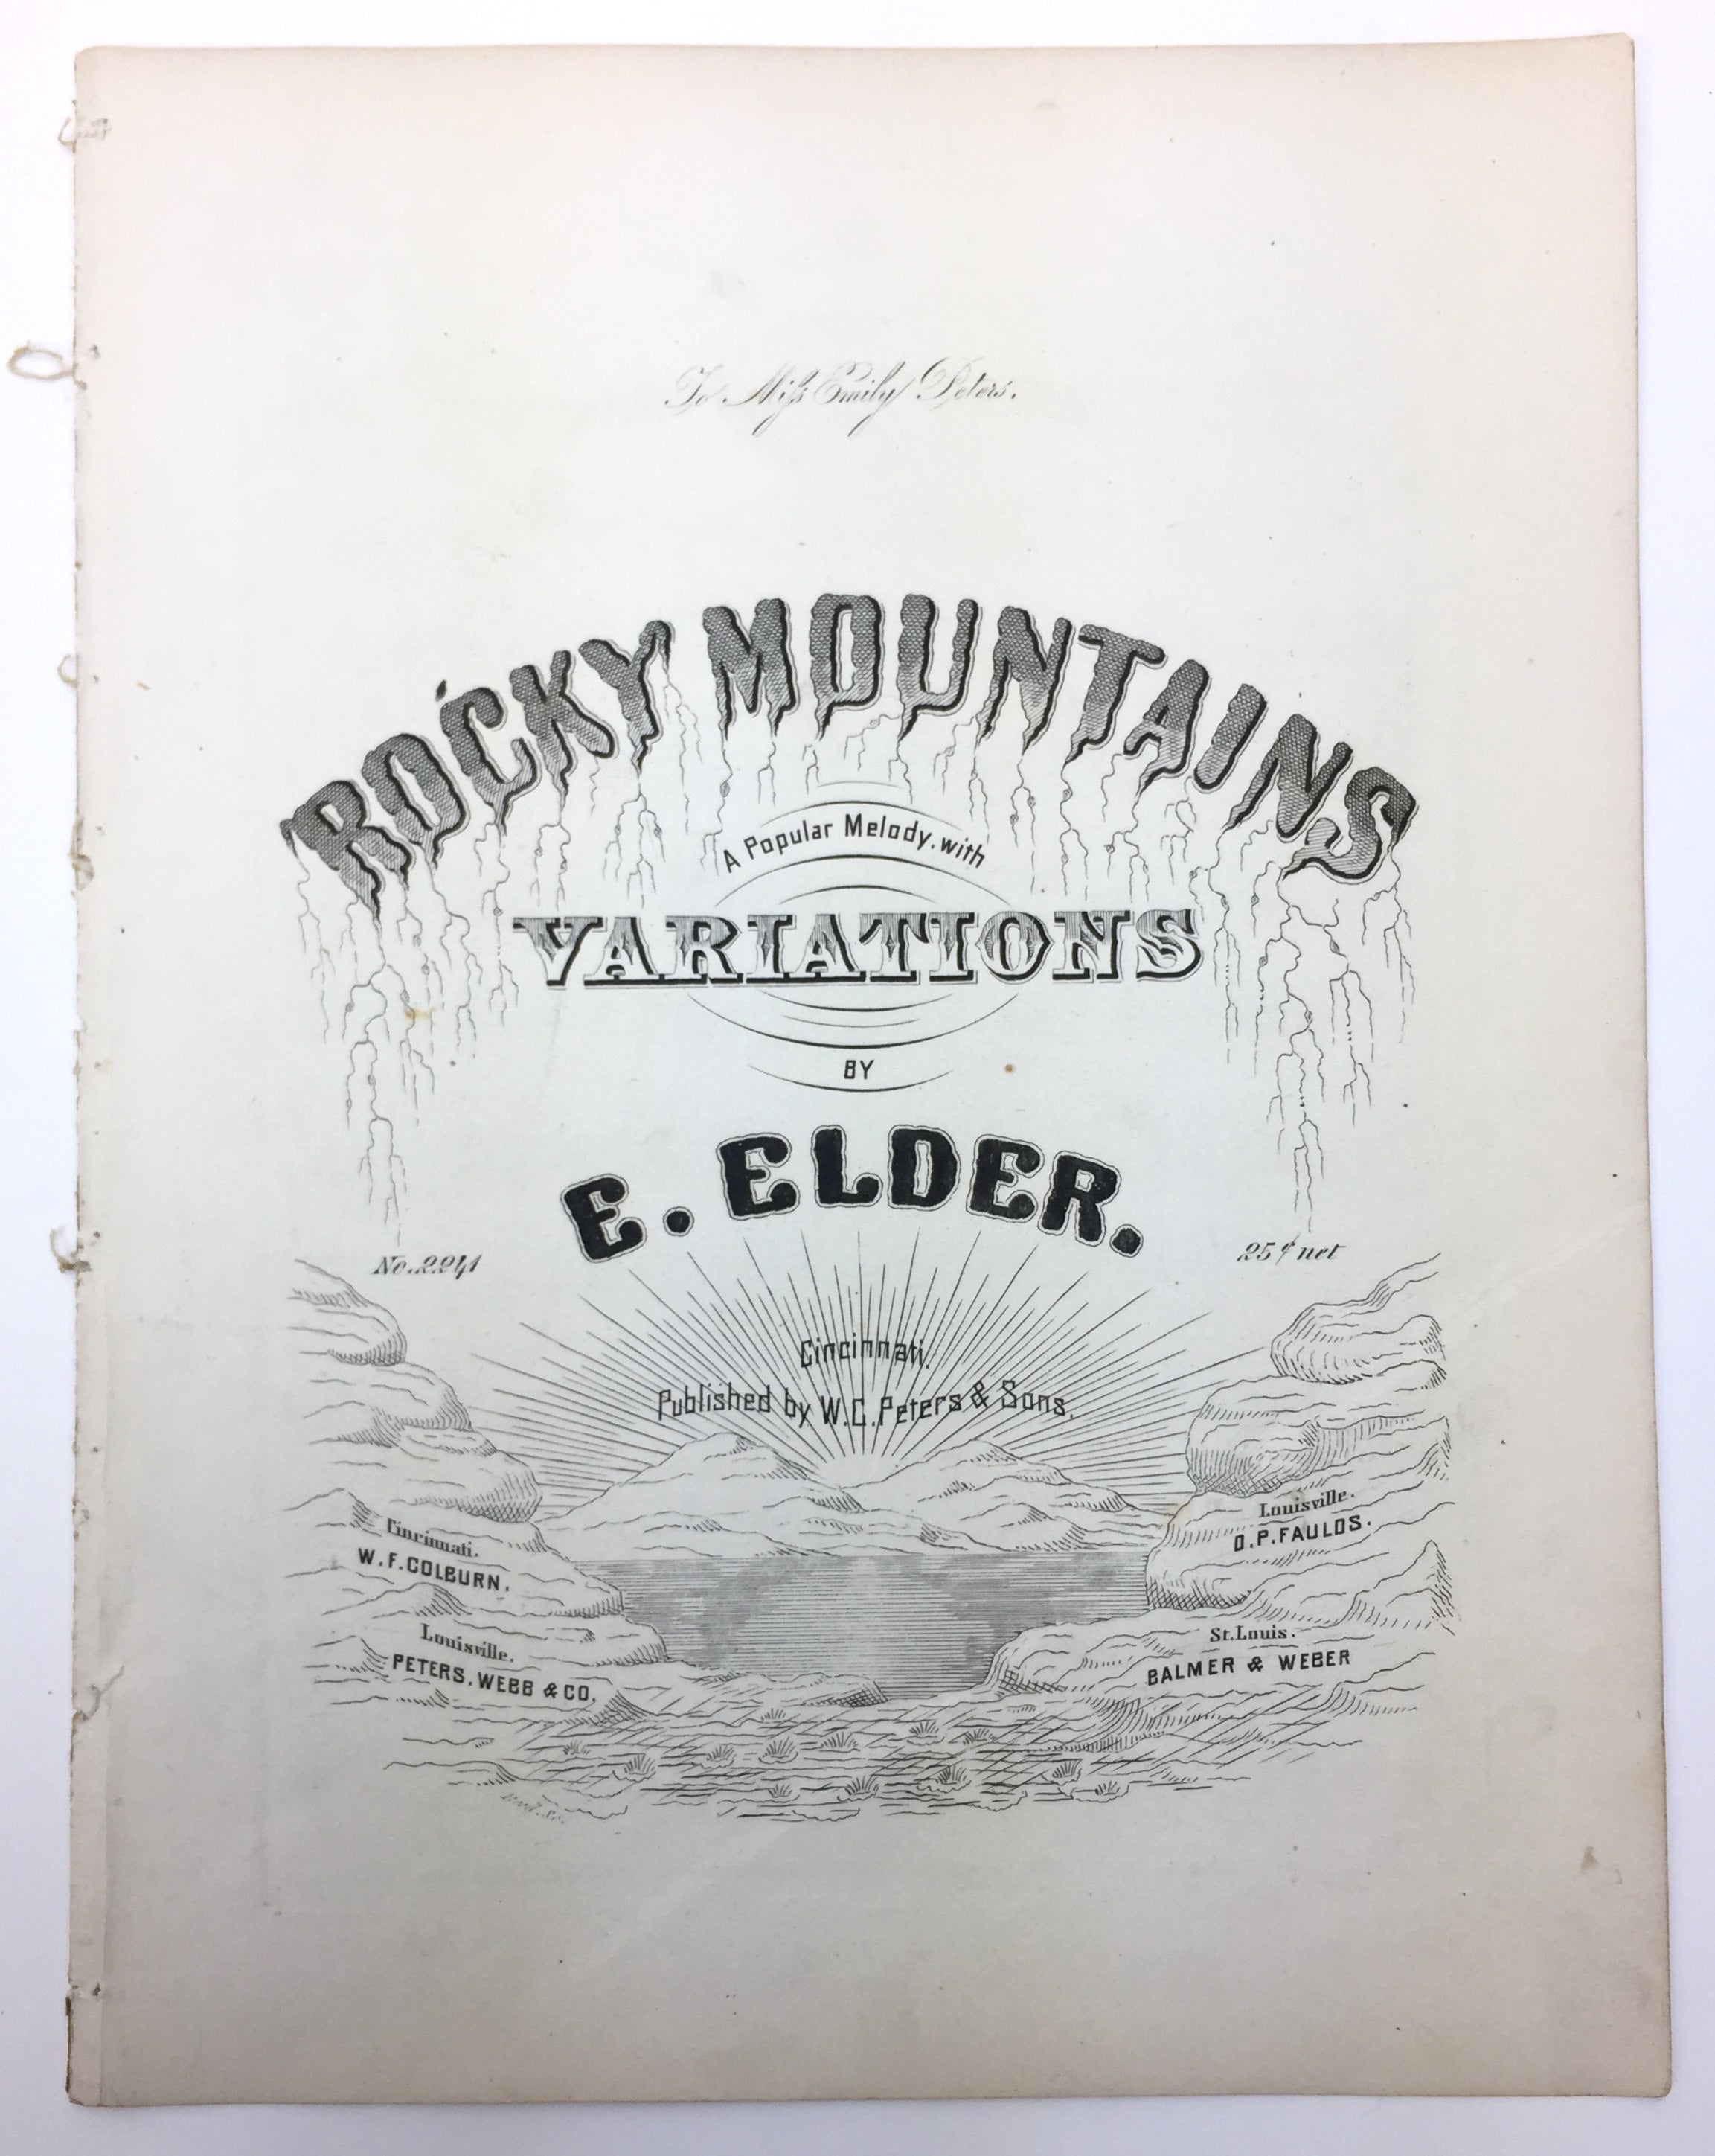 To Miſs Emily Peters.
ROCKY MOUNTAINS
A Popular Melody. with
VARIATIONS
BY
E. ELDER.
No. 2241
25¢ net
Cincinnati.
Published by W. C. Peters & Sons.
Cincinnati.
W. F. COLBURN.
Louisville.
PETERS, WEBB & CO.
Louisville.
D. P. FAULDS.
St. Louis.
BALMER & WEBER